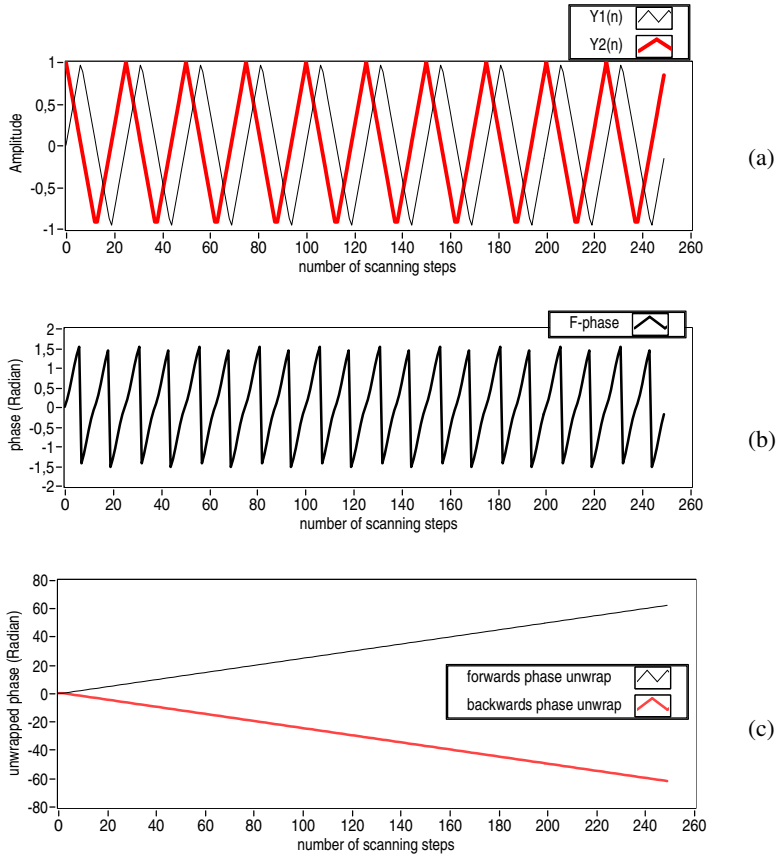 Y1(n)
Y2(n)
1
0,5
0
-0,5
-1
Amplitude
0 20 40 60 80 100 120 140 160 180 200 220 240 260
number of scanning steps
(a)
F-phase
2
1,5
1
0,5
0
-0,5
-1
-1,5
-2
phase (Radian)
0 20 40 60 80 100 120 140 160 180 200 220 240 260
number of scanning steps
(b)
80
60
40
20
0
-20
-40
-60
-80
unwrapped phase (Radian)
forwards phase unwrap
backwards phase unwrap
0 20 40 60 80 100 120 140 160 180 200 220 240 260
number of scanning steps
(c)